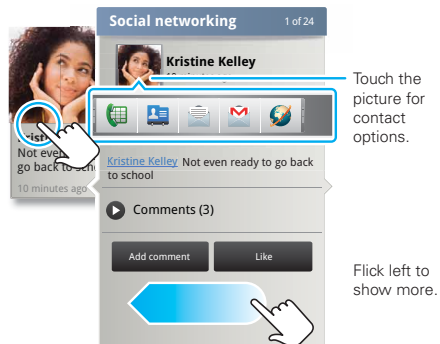 Social networking
1 of 24
Kristine Kelley
Touch the
picture for
contact
options.
Not even
go back to
10 minutes ago
Kristine Kelley Not even ready to go back
to school
Comments (3)
Add comment
Like
Flick left to
show more.